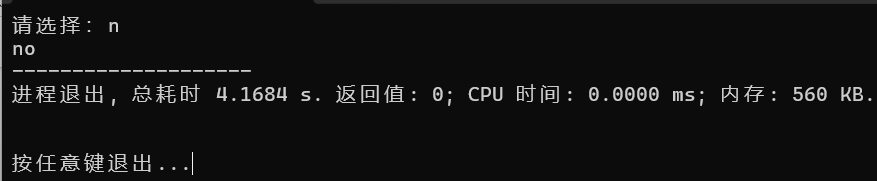 请选择: n
no
--------------------
进程退出, 总耗时 4.1684 s. 返回值: 0; CPU 时间: 0.0000 ms; 内存: 560 KB.
按任意键退出...